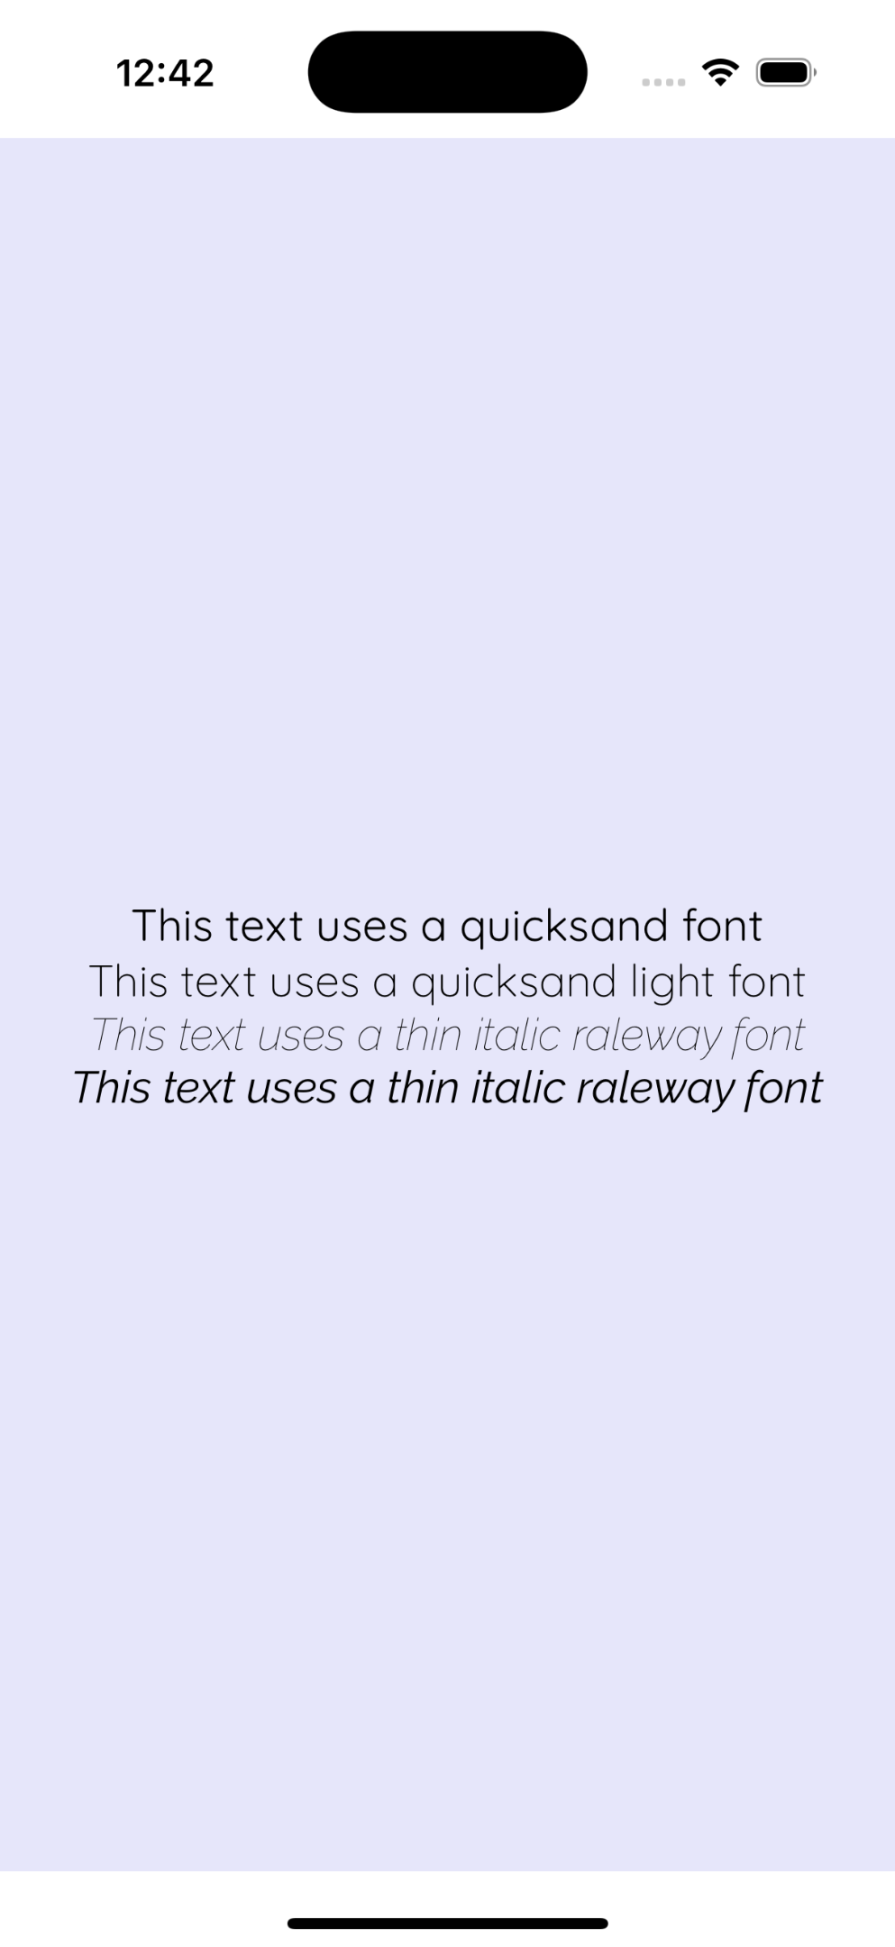 12:42
This text uses a quicksand font
This text uses a quicksand light font
This text uses a thin italic raleway font
This text uses a thin italic raleway font